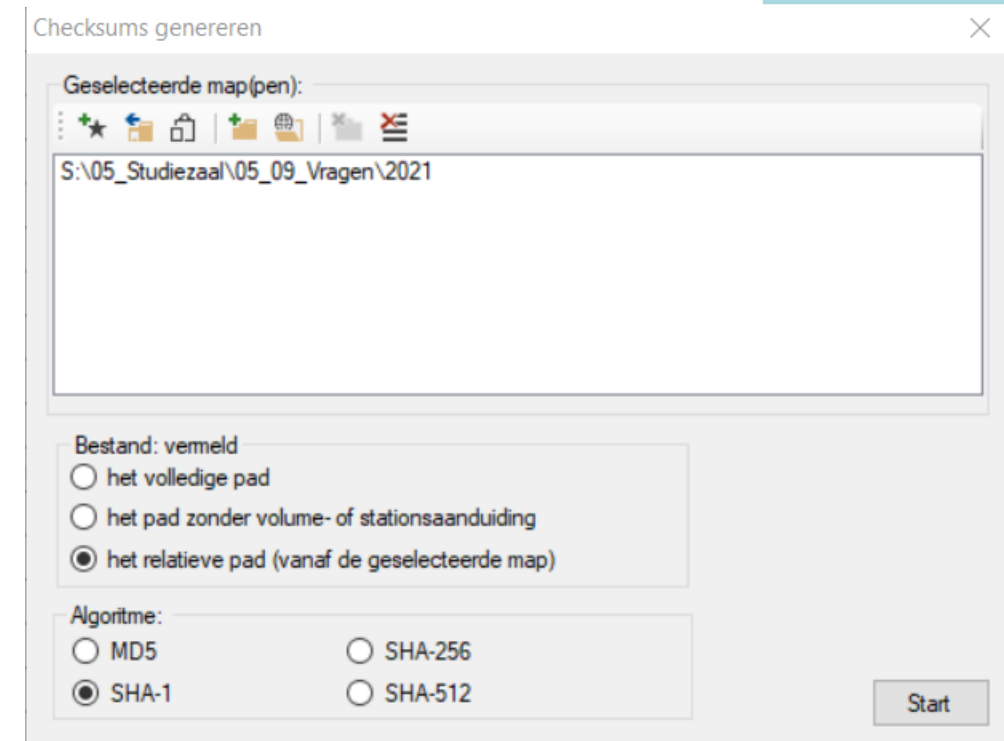 Checksums genereren
Geselecteerde map(pen):
S:\05_Studiezaal\05_09_Vragen\2021
Bestand: vermeld
het volledige pad
het pad zonder volume- of stationsaanduiding
het relatieve pad (vanaf de geselecteerde map)
Algoritme:
MD5 SHA-256
SHA-1 SHA-512
Start